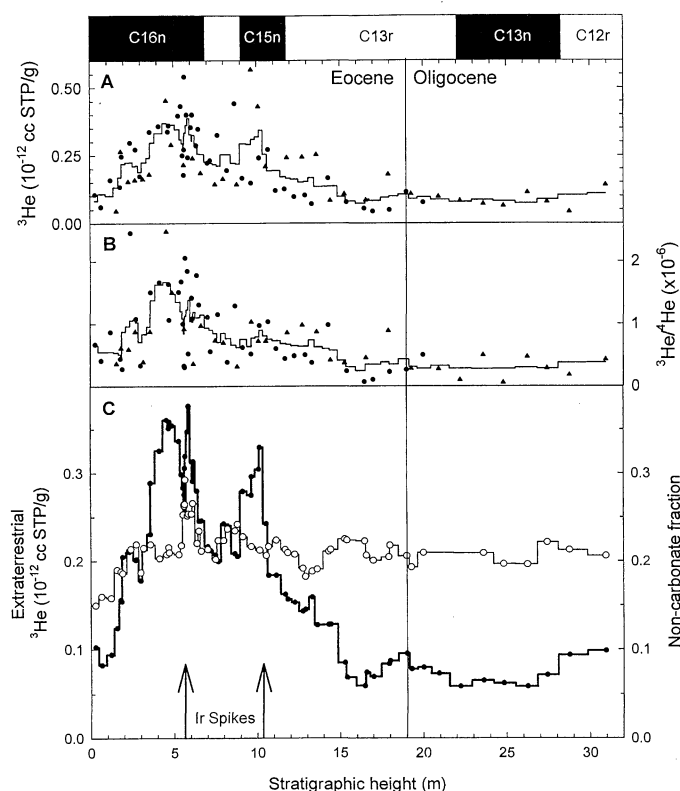 C16n C15n C13r C13n C12r
A Eocene Oligocene
0.50
0.25
0.00
³He (10⁻¹² cc STP/g)
B
2
1
0
³He/⁴He (x10⁻⁶)
C
0.3
0.2
0.1
0.0
Extraterrestrial
³He (10⁻¹² cc STP/g)
0.3
0.2
0.1
0.0
Non-carbonate fraction
Ir Spikes
0 5 10 15 20 25 30
Stratigraphic height (m)